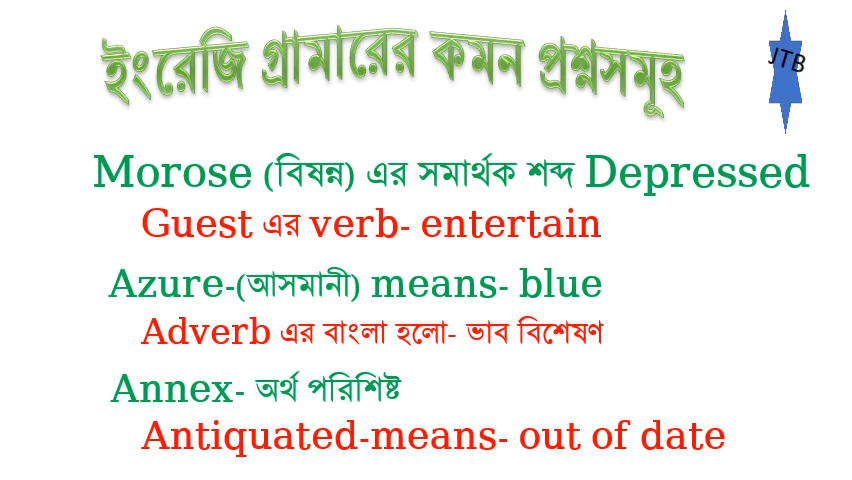 ইংরেজি গ্রামারের কমন প্রশ্নসমূহ
JTB
Morose (বিষন্ন) এর সমার্থক শব্দ Depressed
Guest এর verb- entertain
Azure-(আসমানী) means- blue
Adverb এর বাংলা হলো- ভাব বিশেষণ
Annex- অর্থ পরিশিষ্ট
Antiquated-means- out of date